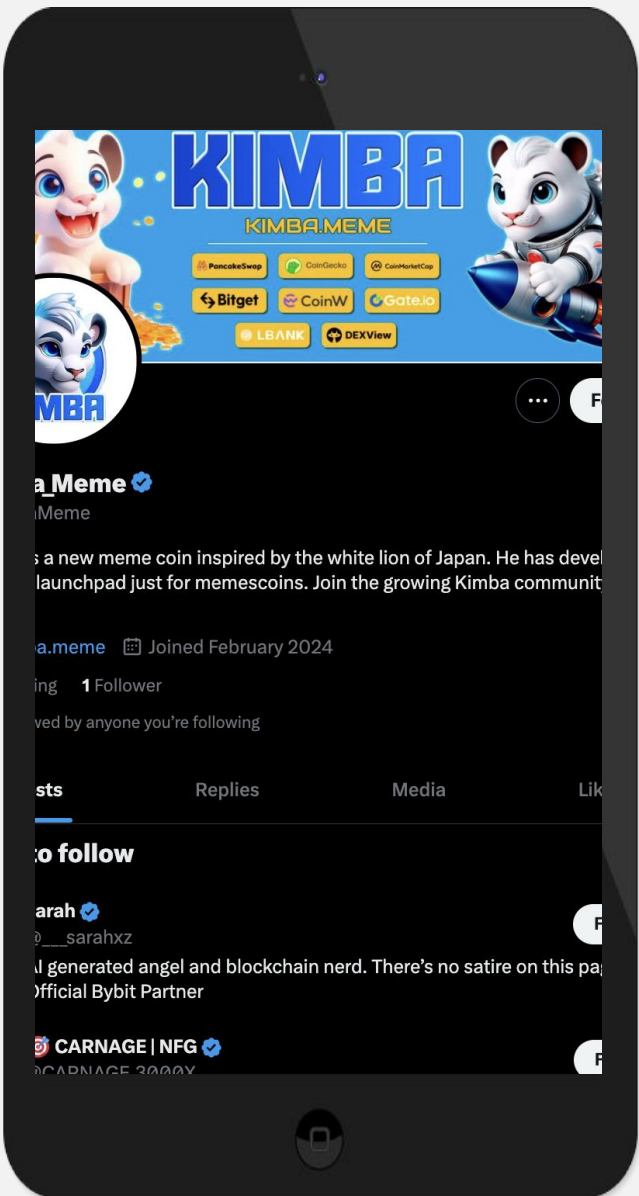 KIMBA
KIMBA.MEME
PancakeSwap CoinGecko CoinMarketCap
Bitget CoinW Gate.io
LBANK DEXView
MBA
F
a_Meme
Meme
s a new meme coin inspired by the white lion of Japan. He has devel
launchpad just for memescoins. Join the growing Kimba communit
a.meme Joined February 2024
ing 1 Follower
wed by anyone you're following
sts Replies Media Lik
to follow
arah
@___sarahxz
F
AI generated angel and blockchain nerd. There's no satire on this pa
Official Bybit Partner
CARNAGE | NFG
@CARNAGE_3000X
F